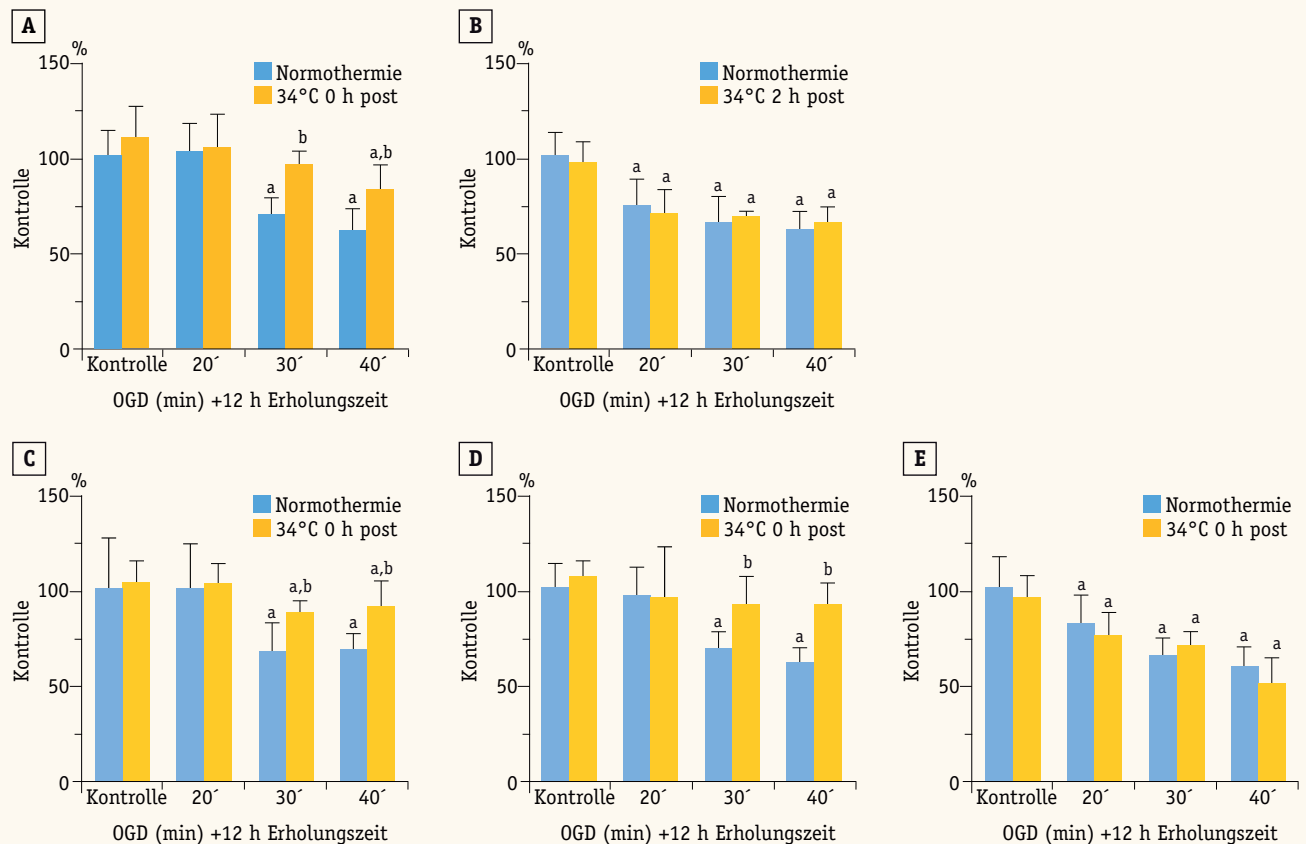 A
%
150
100
50
0
Kontrolle
Normothermie
34°C 0 h post
a
b
a
a,b
Kontrolle 20´ 30´ 40´
OGD (min) +12 h Erholungszeit
B
%
150
100
50
0
Kontrolle
Normothermie
34°C 2 h post
a a a a a a
Kontrolle 20´ 30´ 40´
OGD (min) +12 h Erholungszeit
C
%
150
100
50
0
Kontrolle
Normothermie
34°C 0 h post
a
a,b
a
a,b
Kontrolle 20´ 30´ 40´
OGD (min) +12 h Erholungszeit
D
%
150
100
50
0
Kontrolle
Normothermie
34°C 0 h post
a
b
a
b
Kontrolle 20´ 30´ 40´
OGD (min) +12 h Erholungszeit
E
%
150
100
50
0
Kontrolle
Normothermie
34°C 0 h post
a a a a a a
Kontrolle 20´ 30´ 40´
OGD (min) +12 h Erholungszeit